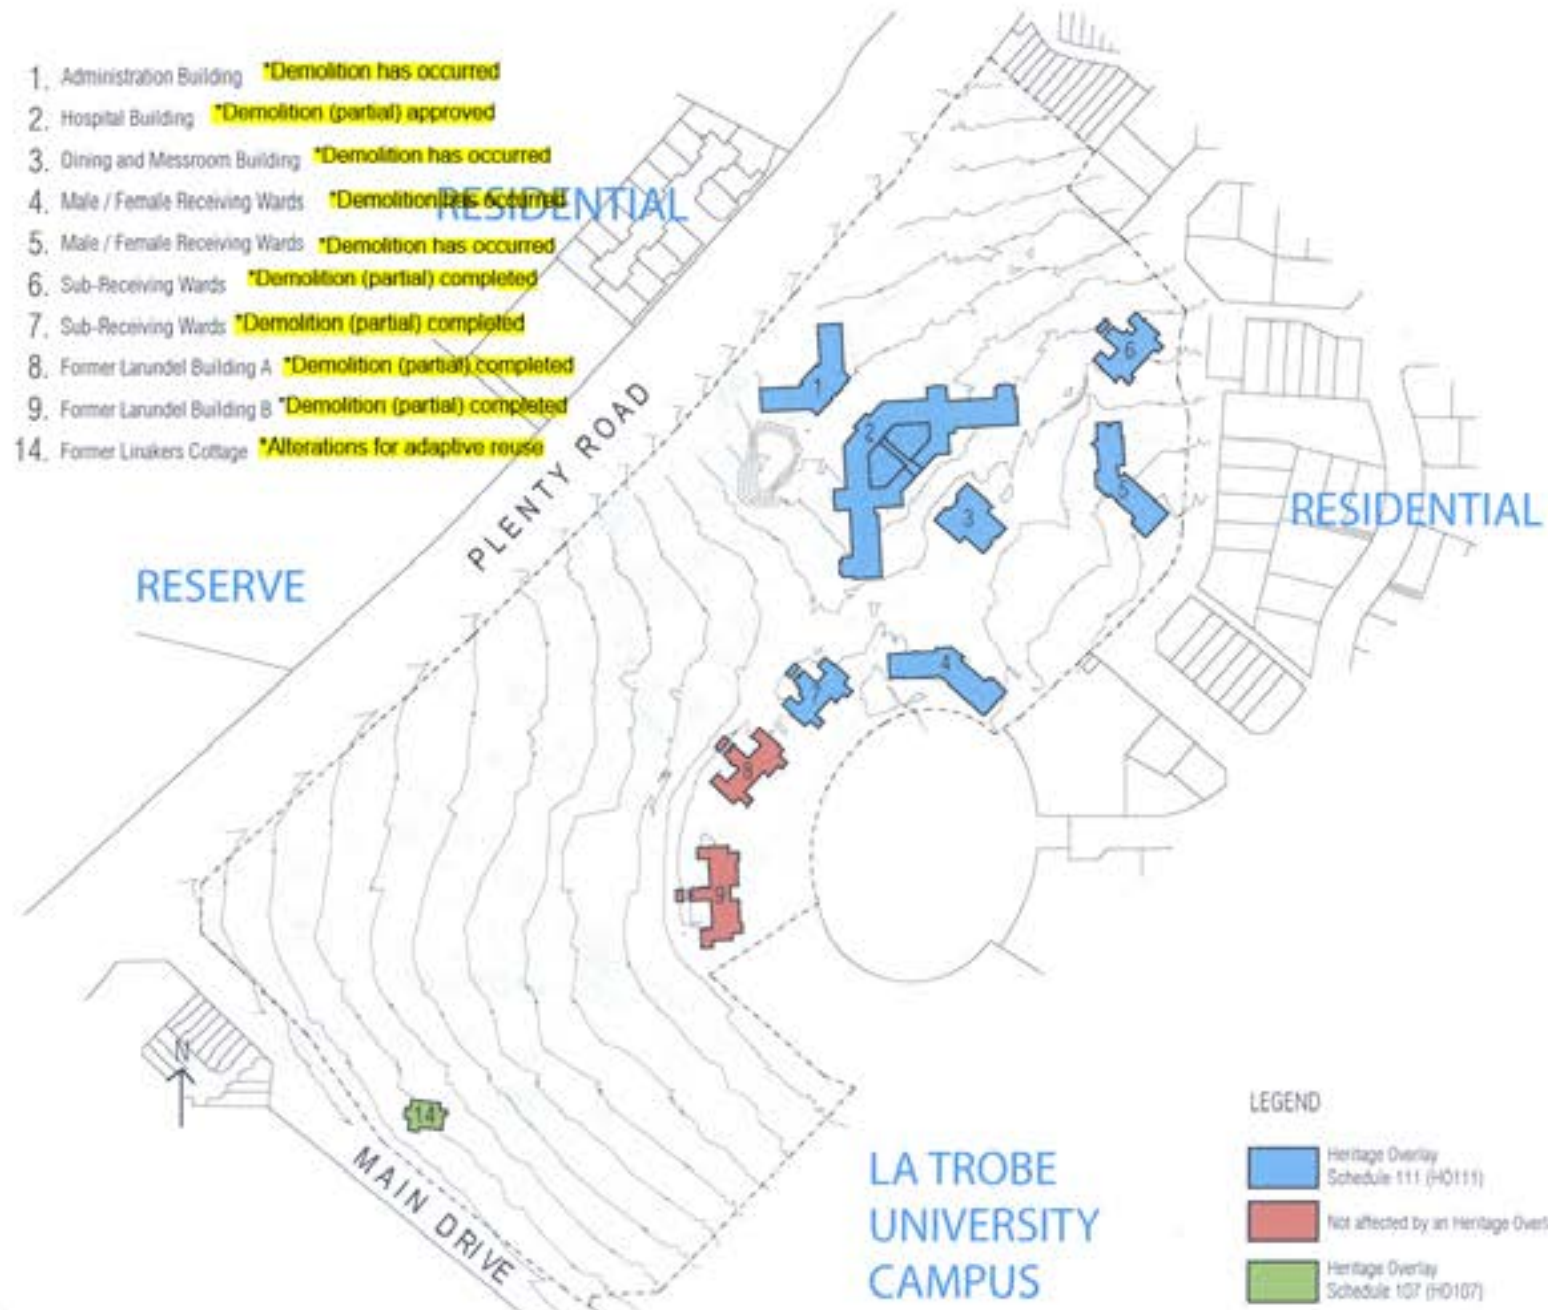 1. Administration Building *Demolition has occurred
2. Hospital Building *Demolition (partial) approved
3. Dining and Messroom Building *Demolition has occurred
4. Male / Female Receiving Wards *Demolition has occurred
5. Male / Female Receiving Wards *Demolition has occurred
6. Sub-Receiving Wards *Demolition (partial) completed
7. Sub-Receiving Wards *Demolition (partial) completed
8. Former Larundel Building A *Demolition (partial) completed
9. Former Larundel Building B *Demolition (partial) completed
14. Former Linakers Cottage *Alterations for adaptive reuse
RESIDENTIAL
PLENTY ROAD
RESERVE
RESIDENTIAL
1
2
3
4
5
6
7
8
9
14
N
MAIN DRIVE
LA TROBE
UNIVERSITY
CAMPUS
LEGEND
Heritage Overlay
Schedule 111 (HO111)
Not affected by an Heritage Overl
Heritage Overlay
Schedule 107 (HO107)